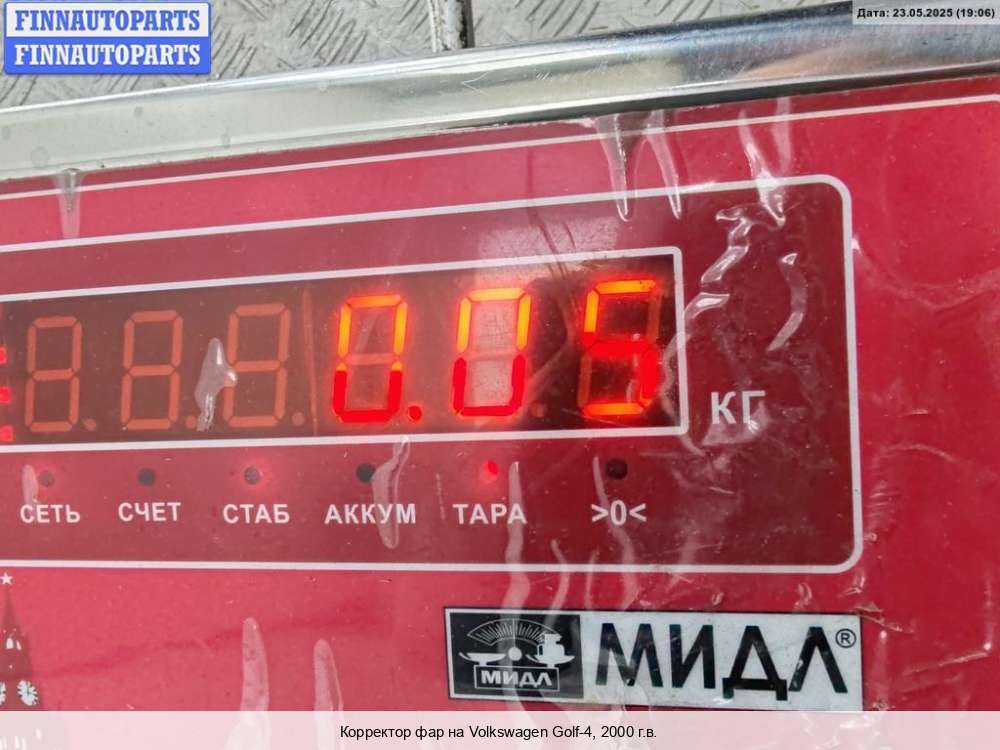 FINNAUTOPARTS
FINNAUTOPARTS
Дата: 23.05.2025 (19:06)
0.05
КГ
СЕТЬ СЧЕТ СТАБ АККУМ ТАРА >0<
МИДЛ
МИДЛ®
Корректор фар на Volkswagen Golf-4, 2000 г.в.